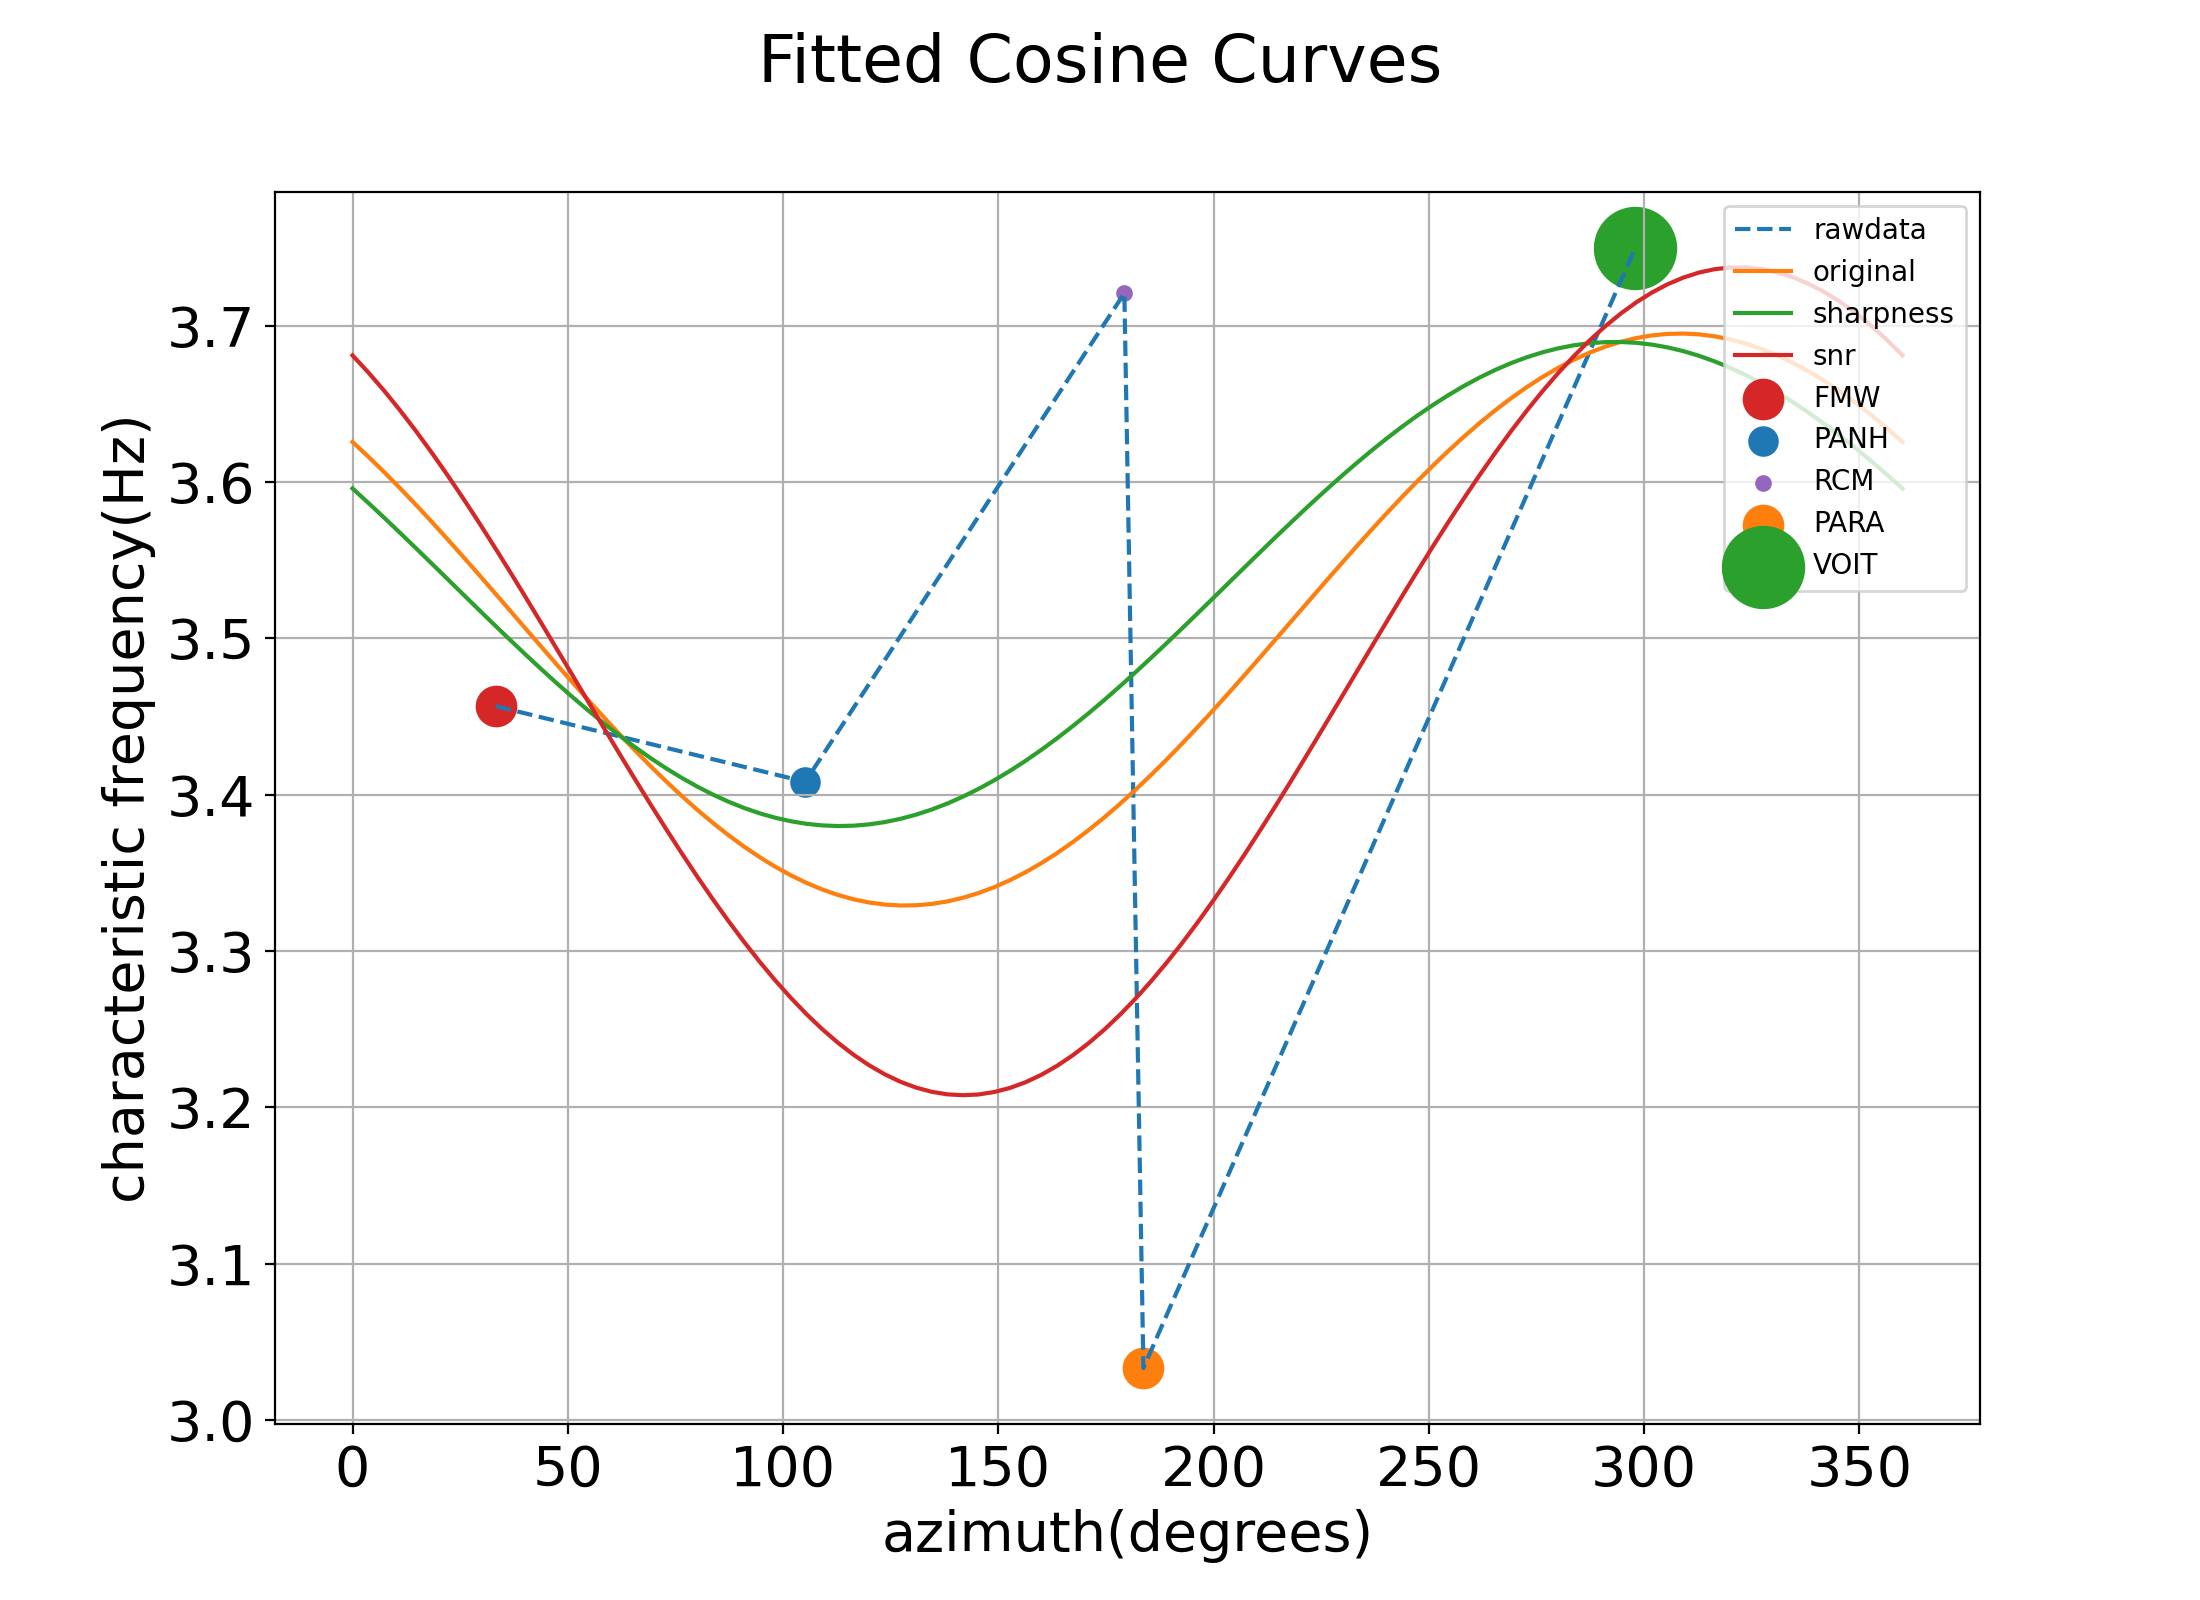 Fitted Cosine Curves
characteristic frequency(Hz)
3.7
3.6
3.5
3.4
3.3
3.2
3.1
3.0
rawdata
original
sharpness
snr
FMW
PANH
RCM
PARA
VOIT
0 50 100 150 200 250 300 350
azimuth(degrees)